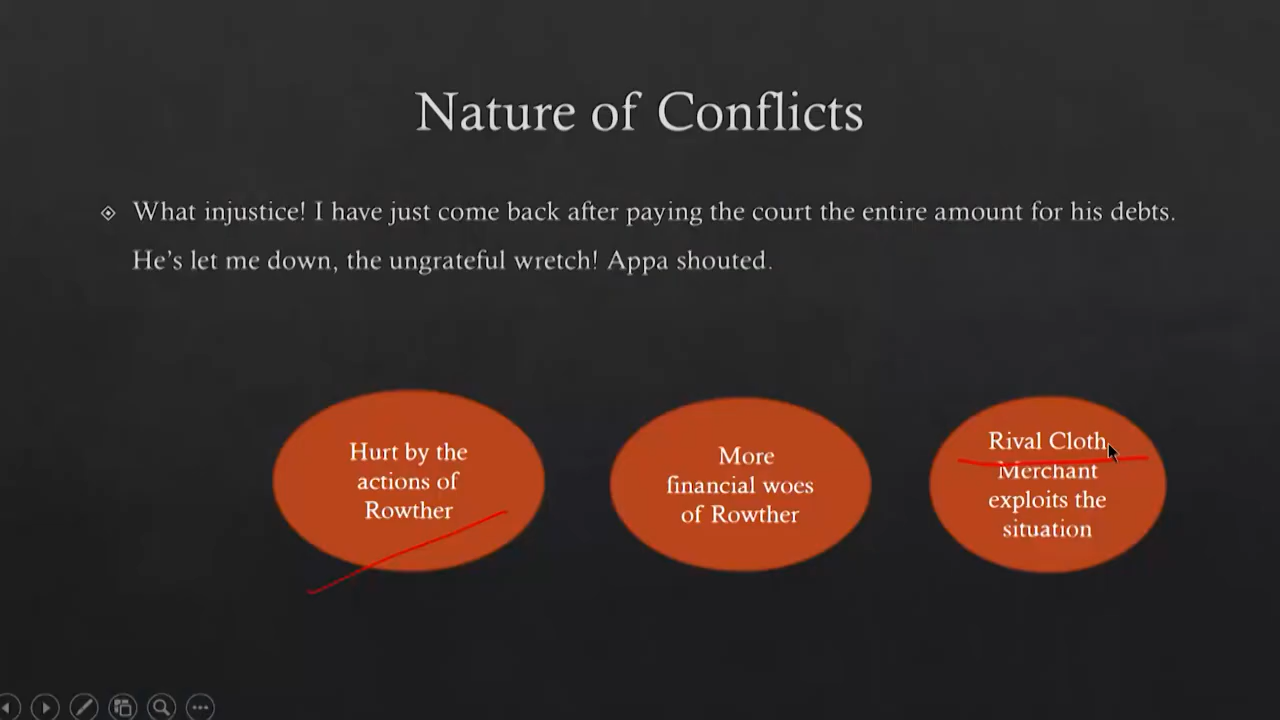 Nature of Conflicts
What injustice! I have just come back after paying the court the entire amount for his debts.
He's let me down, the ungrateful wretch! Appa shouted.
Hurt by the
actions of
Rowther
More
financial woes
of Rowther
Rival Cloth
Merchant
exploits the
situation